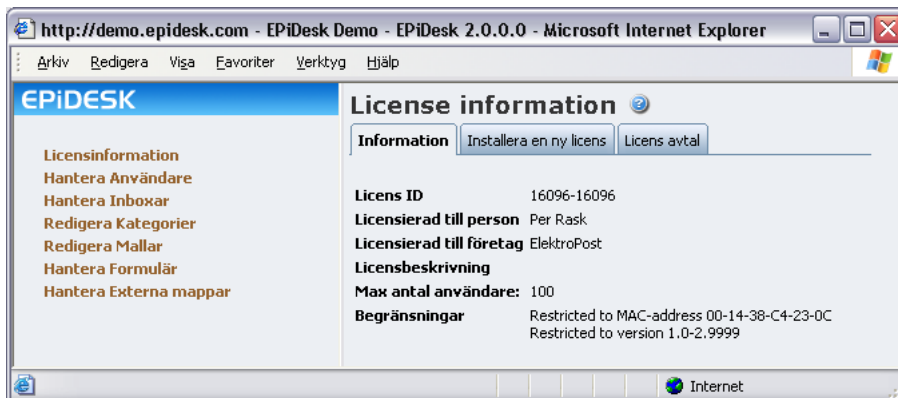 http://demo.epidesk.com - EPiDesk Demo - EPiDesk 2.0.0.0 - Microsoft Internet Explorer
Arkiv Redigera Visa Favoriter Verktyg Hjälp
EPiDESK
Licensinformation
Hantera Användare
Hantera Inboxar
Redigera Kategorier
Redigera Mallar
Hantera Formulär
Hantera Externa mappar
License information ?
Information Installera en ny licens Licens avtal
Licens ID 16096-16096
Licensierad till person Per Rask
Licensierad till företag ElektroPost
Licensbeskrivning
Max antal användare: 100
Begränsningar Restricted to MAC-address 00-14-38-C4-23-0C
Restricted to version 1.0-2.9999
Internet